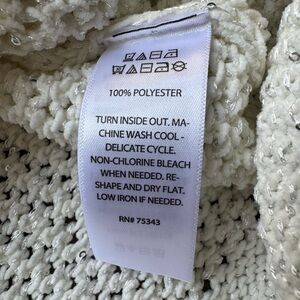 100% POLYESTER
TURN INSIDE OUT. MA-
CHINE WASH COOL -
DELICATE CYCLE.
NON-CHLORINE BLEACH
WHEN NEEDED. RE-
SHAPE AND DRY FLAT.
LOW IRON IF NEEDED.
RN# 75343